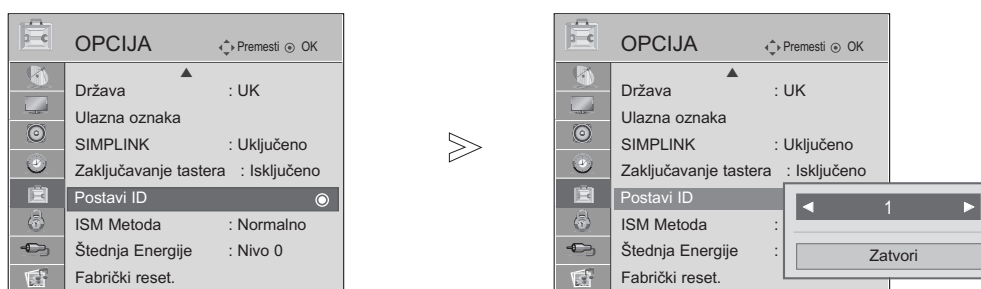 OPCIJA Premesti OK
Država : UK
Ulazna oznaka
SIMPLINK : Uključeno
Zaključavanje tastera : Isključeno
Postavi ID
ISM Metoda : Normalno
Štednja Energije : Nivo 0
Fabrički reset.
OPCIJA Premesti OK
Država : UK
Ulazna oznaka
SIMPLINK : Uključeno
Zaključavanje tastera : Isključeno
Postavi ID
1
ISM Metoda :
Štednja Energije :
Zatvori
Fabrički reset.